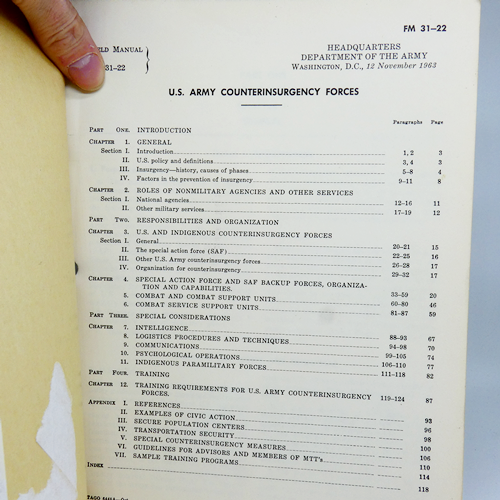 FM 31–22
HEADQUARTERS
DEPARTMENT OF THE ARMY
WASHINGTON, D.C., 12 November 1963
MANUAL
31–22
U.S. ARMY COUNTERINSURGENCY FORCES
Paragraphs Page
PART ONE. INTRODUCTION
CHAPTER 1. GENERAL
Section I. Introduction 1, 2 3
II. U.S. policy and definitions 3, 4 3
III. Insurgency—history, causes of phases 5–8 4
IV. Factors in the prevention of insurgency 9–11 8
CHAPTER 2. ROLES OF NONMILITARY AGENCIES AND OTHER SERVICES
Section I. National agencies 12–16 11
II. Other military services 17–19 12
PART TWO. RESPONSIBILITIES AND ORGANIZATION
CHAPTER 3. U.S. AND INDIGENOUS COUNTERINSURGENCY FORCES
Section I. General 20–21 15
II. The special action force (SAF) 22–25 16
III. Other U.S. Army counterinsurgency forces 26–28 17
IV. Organization for counterinsurgency 29–32 17
CHAPTER 4. SPECIAL ACTION FORCE AND SAF BACKUP FORCES, ORGANIZA-
TION AND CAPABILITIES. 33–59 20
5. COMBAT AND COMBAT SUPPORT UNITS 60–80 46
6. COMBAT SERVICE SUPPORT UNITS 81–87 59
PART THREE. SPECIAL CONSIDERATIONS
CHAPTER 7. INTELLIGENCE 88–93 67
8. LOGISTICS PROCEDURES AND TECHNIQUES 94–98 70
9. COMMUNICATIONS 99–105 74
10. PSYCHOLOGICAL OPERATIONS 106–110 77
11. INDIGENOUS PARAMILITARY FORCES 111–118 82
PART FOUR. TRAINING
CHAPTER 12. TRAINING REQUIREMENTS FOR U.S. ARMY COUNTERINSURGENCY
FORCES. 119–124 87
APPENDIX I. REFERENCES 93
II. EXAMPLES OF CIVIC ACTION 96
III. SECURE POPULATION CENTERS 98
IV. TRANSPORTATION SECURITY 100
V. SPECIAL COUNTERINSURGENCY MEASURES 106
VI. GUIDELINES FOR ADVISORS AND MEMBERS OF MTT's 110
VII. SAMPLE TRAINING PROGRAMS 114
INDEX 118